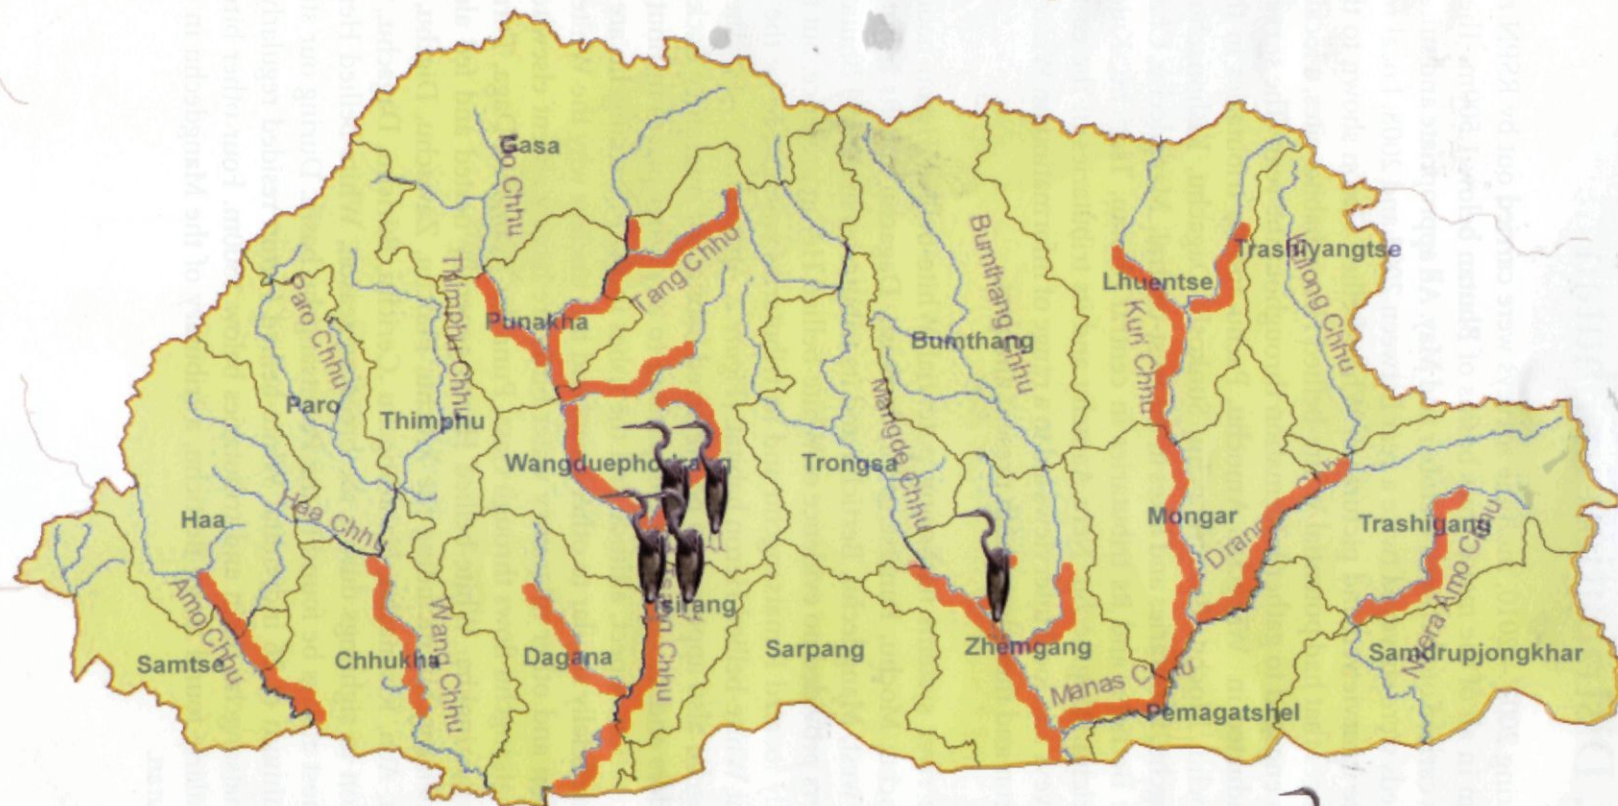 Gasa
Mo Chhu
Tang Chhu
Trashiyangtse
Kulong Chhu
Lhuentse
Paro Chhu
Thimphu Chhu
Punakha
Bumthang Chhu
Bumthang
Kuri Chhu
Paro
Thimphu
Mangde Chhu
Wangduephodrang
Trongsa
Haa
Haa Chhu
Mongar
Trashigang
Amo Chhu
Wang Chhu
Tsirang
Chhu
Samtse
Chhukha
Dagana
Sarpang
Zhemgang
Manas Chhu
Pemagatshel
Samdrupjongkhar
Nyera Amo Chhu